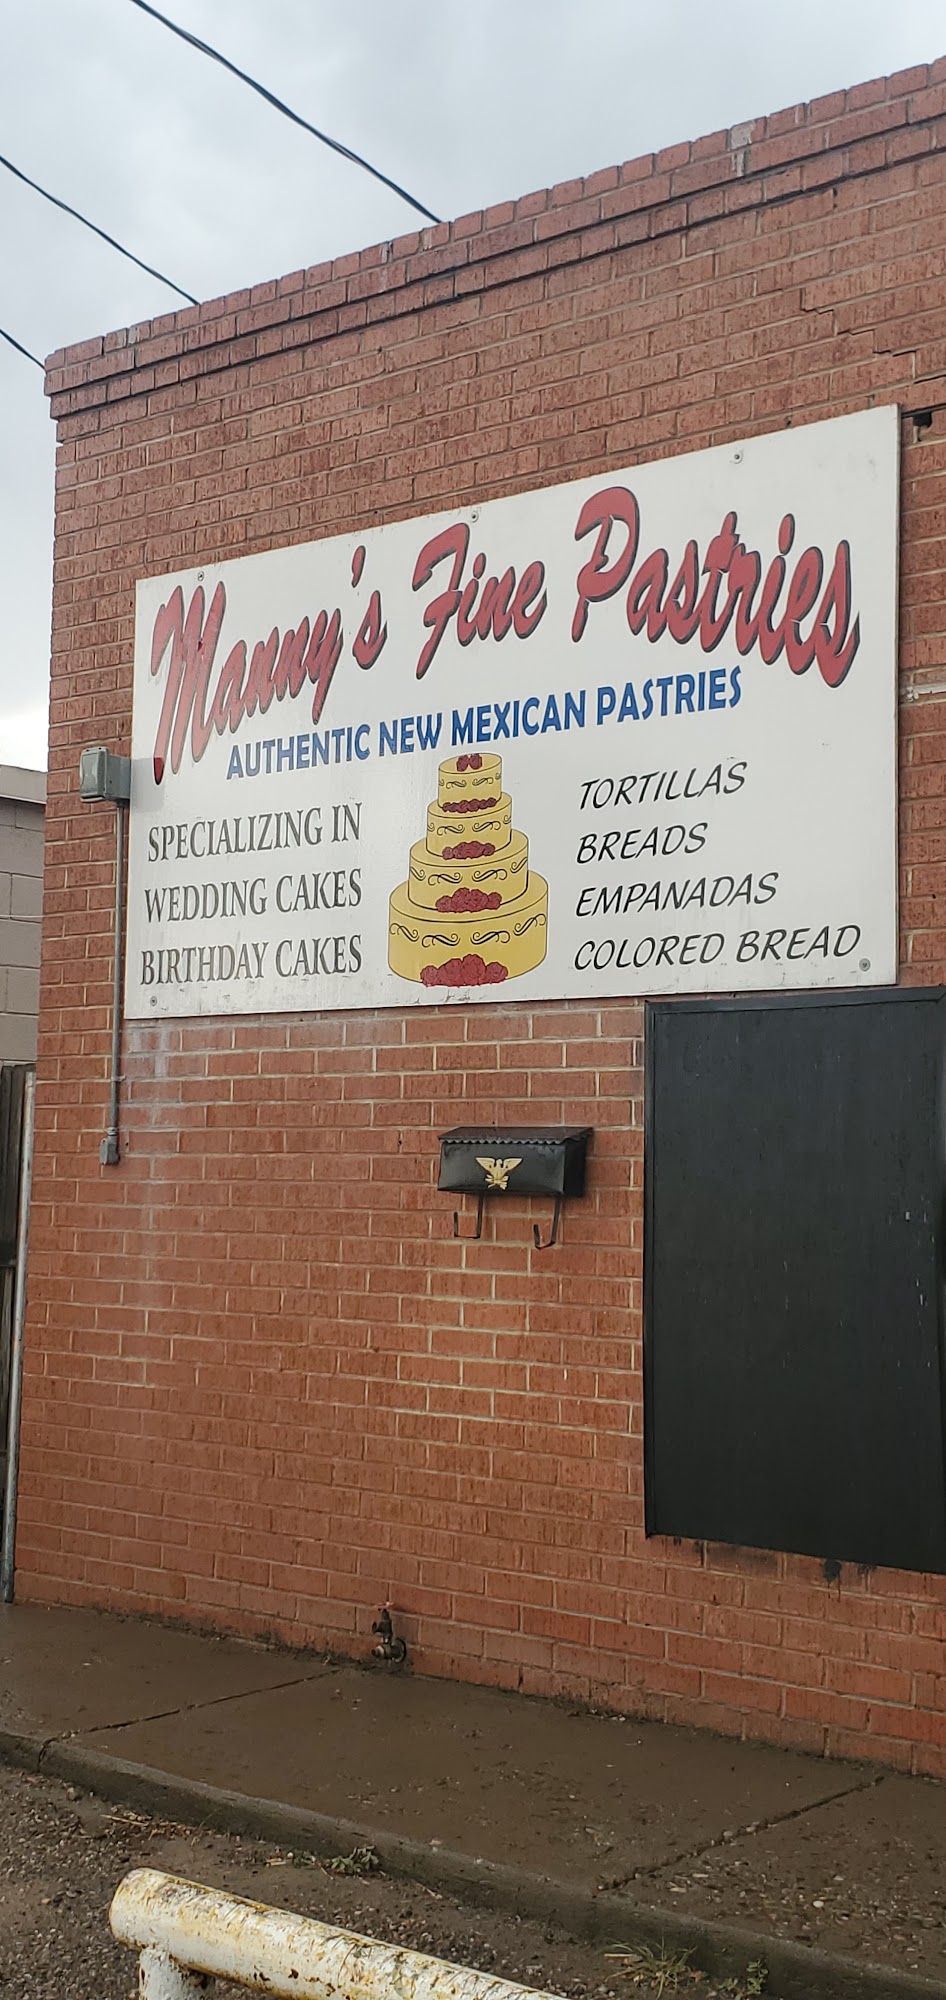 Manny's Fine Pastries
AUTHENTIC NEW MEXICAN PASTRIES
SPECIALIZING IN
WEDDING CAKES
BIRTHDAY CAKES
TORTILLAS
BREADS
EMPANADAS
COLORED BREAD